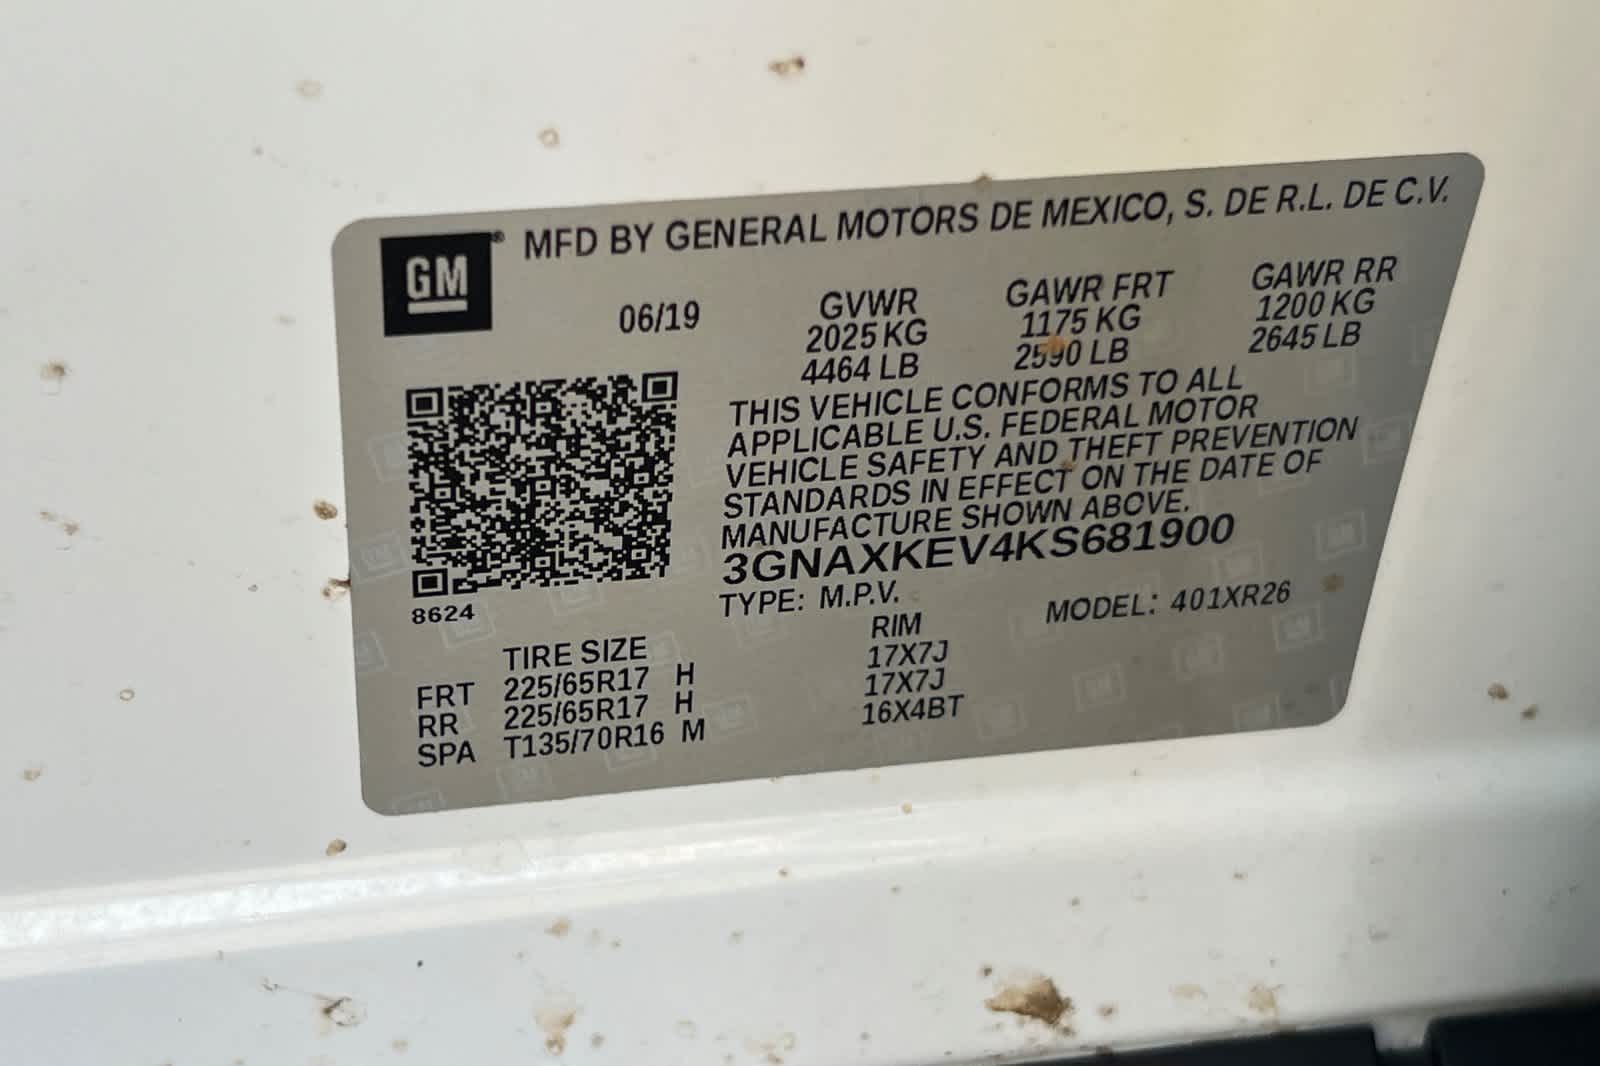 GM® MFD BY GENERAL MOTORS DE MEXICO, S. DE R.L. DE C.V.
06/19 GVWR GAWR FRT GAWR RR
2025 KG 1175 KG 1200 KG
4464 LB 2590 LB 2645 LB
THIS VEHICLE CONFORMS TO ALL
APPLICABLE U.S. FEDERAL MOTOR
VEHICLE SAFETY AND THEFT PREVENTION
STANDARDS IN EFFECT ON THE DATE OF
MANUFACTURE SHOWN ABOVE.
3GNAXKEV4KS681900
8624 TYPE: M.P.V. MODEL: 401XR26
TIRE SIZE RIM
FRT 225/65R17 H 17X7J
RR 225/65R17 H 17X7J
SPA T135/70R16 M 16X4BT